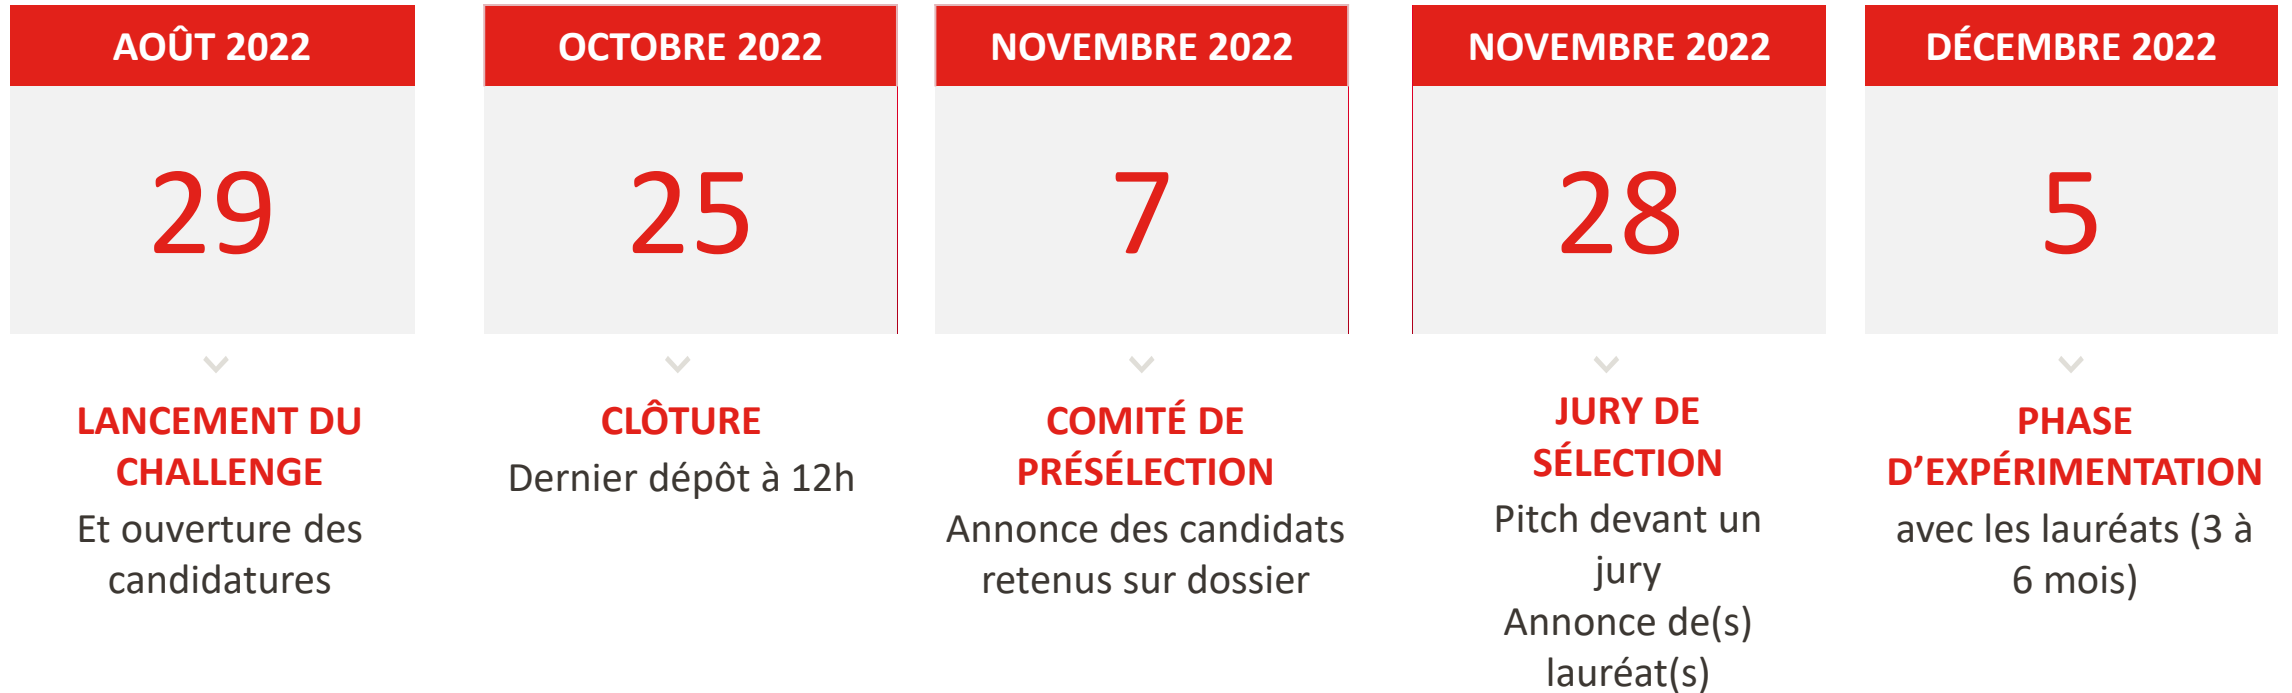 AOÛT 2022
29
LANCEMENT DU
CHALLENGE
Et ouverture des
candidatures
OCTOBRE 2022
25
CLÔTURE
Dernier dépôt à 12h
NOVEMBRE 2022
7
COMITÉ DE
PRÉSÉLECTION
Annonce des candidats
retenus sur dossier
NOVEMBRE 2022
28
JURY DE
SÉLECTION
Pitch devant un
jury
Annonce de(s)
lauréat(s)
DÉCEMBRE 2022
5
PHASE
D’EXPÉRIMENTATION
avec les lauréats (3 à
6 mois)